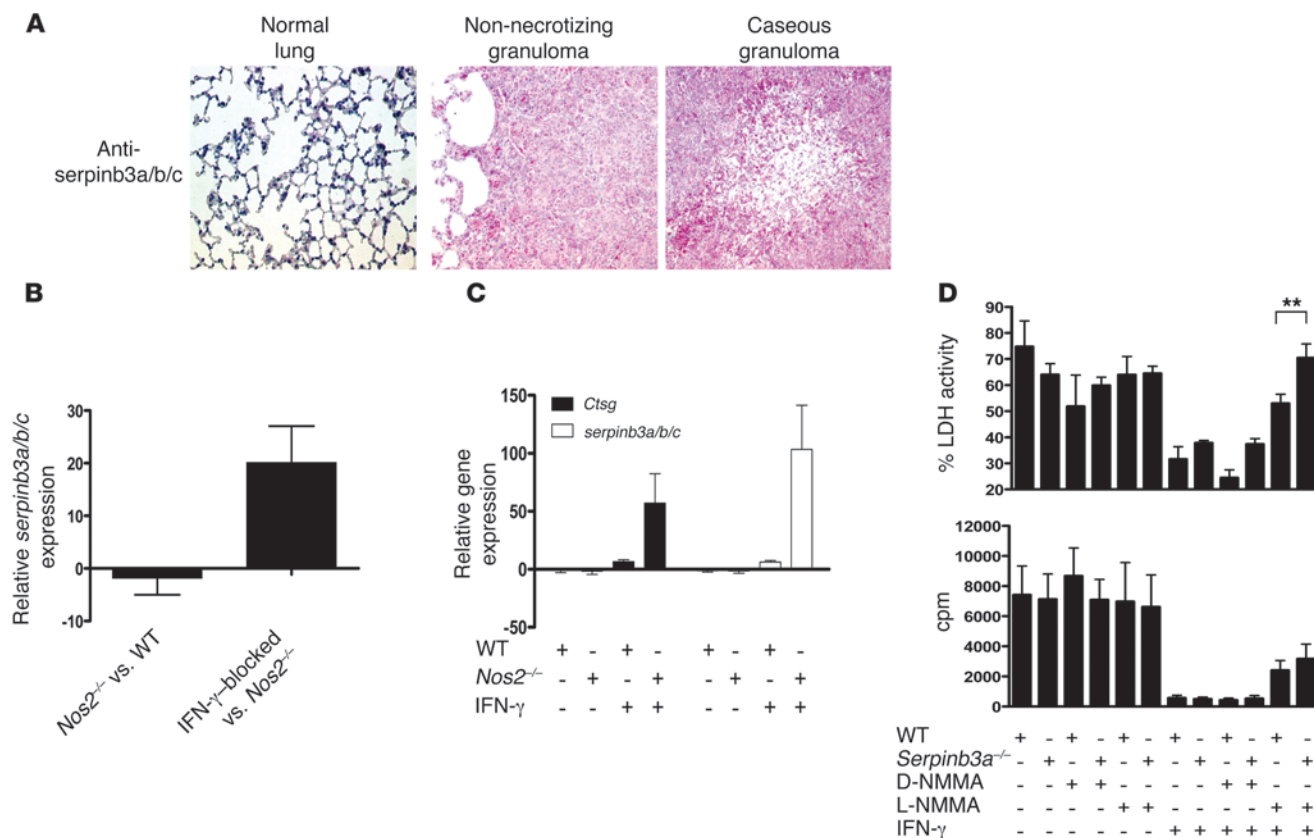 A
Normal
lung
Non-necrotizing
granuloma
Caseous
granuloma
Anti-
serpinb3a/b/c
B
Relative serpinb3a/b/c
expression
30
20
10
0
-10
Nos2–/– vs. WT
IFN-γ–blocked
vs. Nos2–/–
C
Relative gene
expression
150
100
50
0
-50
Ctsg
serpinb3a/b/c
WT + - + - + - + -
Nos2–/– - + - + - + - +
IFN-γ - - + + - - + +
D
% LDH activity
90
80
70
60
50
40
30
20
**
cpm
12000
10000
8000
6000
4000
2000
0
WT + - + - + - + - + - + -
Serpinb3a–/– - + - + - + - + - + - +
D-NMMA - - + + - - - - + + - -
L-NMMA - - - - + + - - - - + +
IFN-γ - - - - - - + + + + + +